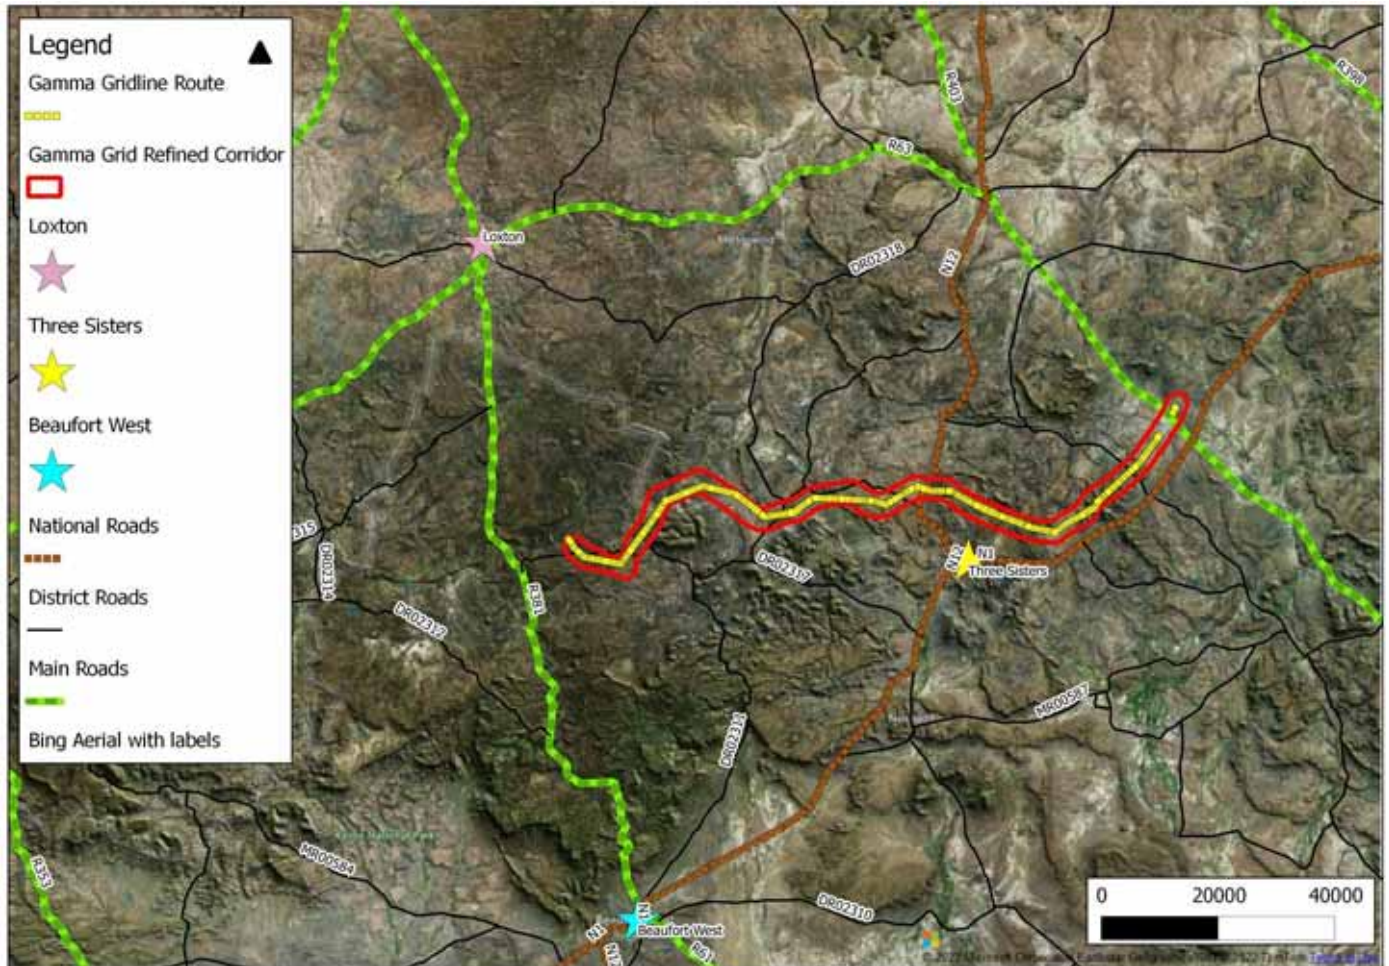 Legend
Gamma Gridline Route
Gamma Grid Refined Corridor
Loxton
Three Sisters
Beaufort West
National Roads
District Roads
Main Roads
Bing Aerial with labels
R403
R398
R63
Loxton
DR02318
N12
315
DR02314
R381
DR02312
DR02317
N12
N1
Three Sisters
MR00587
DR02312
MR00584
R353
N1
Beaufort West
DR02310
N1
N12
R61
0 20000 40000